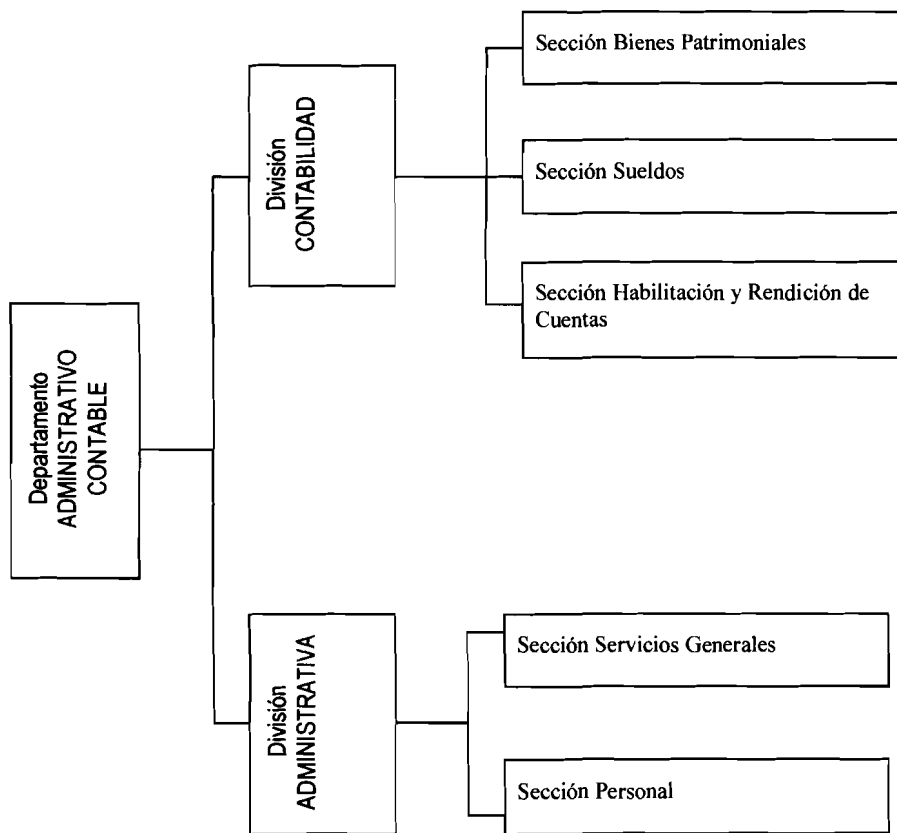 Departamento
ADMINISTRATIVO
CONTABLE
División
CONTABILIDAD
Sección Bienes Patrimoniales
Sección Sueldos
Sección Habilitación y Rendición de
Cuentas
División
ADMINISTRATIVA
Sección Servicios Generales
Sección Personal